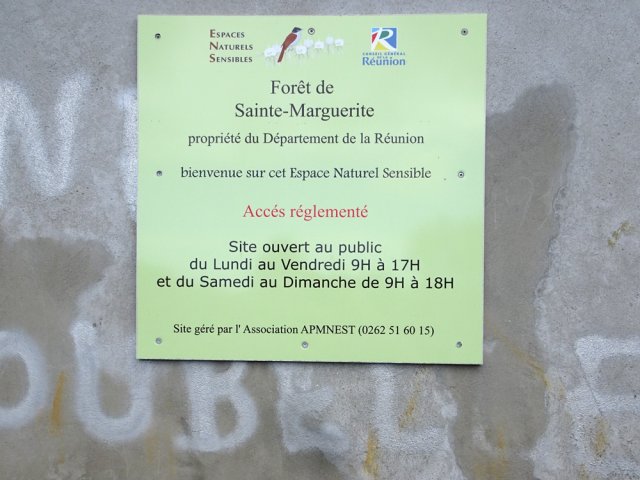 ESPACES
NATURELS
SENSIBLES
CONSEIL GÉNÉRAL
DE LA
Réunion
Forêt de
Sainte-Marguerite
propriété du Département de la Réunion
bienvenue sur cet Espace Naturel Sensible
Accés réglementé
Site ouvert au public
du Lundi au Vendredi 9H à 17H
et du Samedi au Dimanche de 9H à 18H
Site géré par l' Association APMNEST (0262 51 60 15)